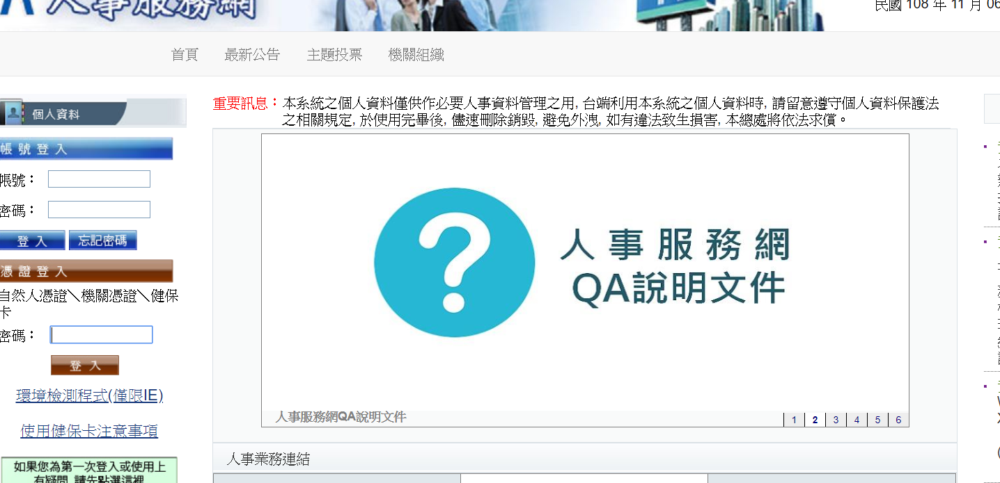 人事服務網
民國 108 年 11 月 06
首頁 最新公告 主題投票 機關組織
個人資料
帳 號 登 入
帳號：
密碼：
登 入 忘記密碼
憑 證 登 入
自然人憑證＼機關憑證＼健保
卡
密碼：
登 入
環境檢測程式(僅限IE)
使用健保卡注意事項
如果您為第一次登入或使用上
有疑問,請先點選這裡
重要訊息：本系統之個人資料僅供作必要人事資料管理之用, 台端利用本系統之個人資料時, 請留意遵守個人資料保護法
之相關規定, 於使用完畢後, 儘速刪除銷毀, 避免外洩, 如有違法致生損害, 本總處將依法求償。
人事服務網
QA說明文件
人事服務網QA說明文件
1 2 3 4 5 6
人事業務連結